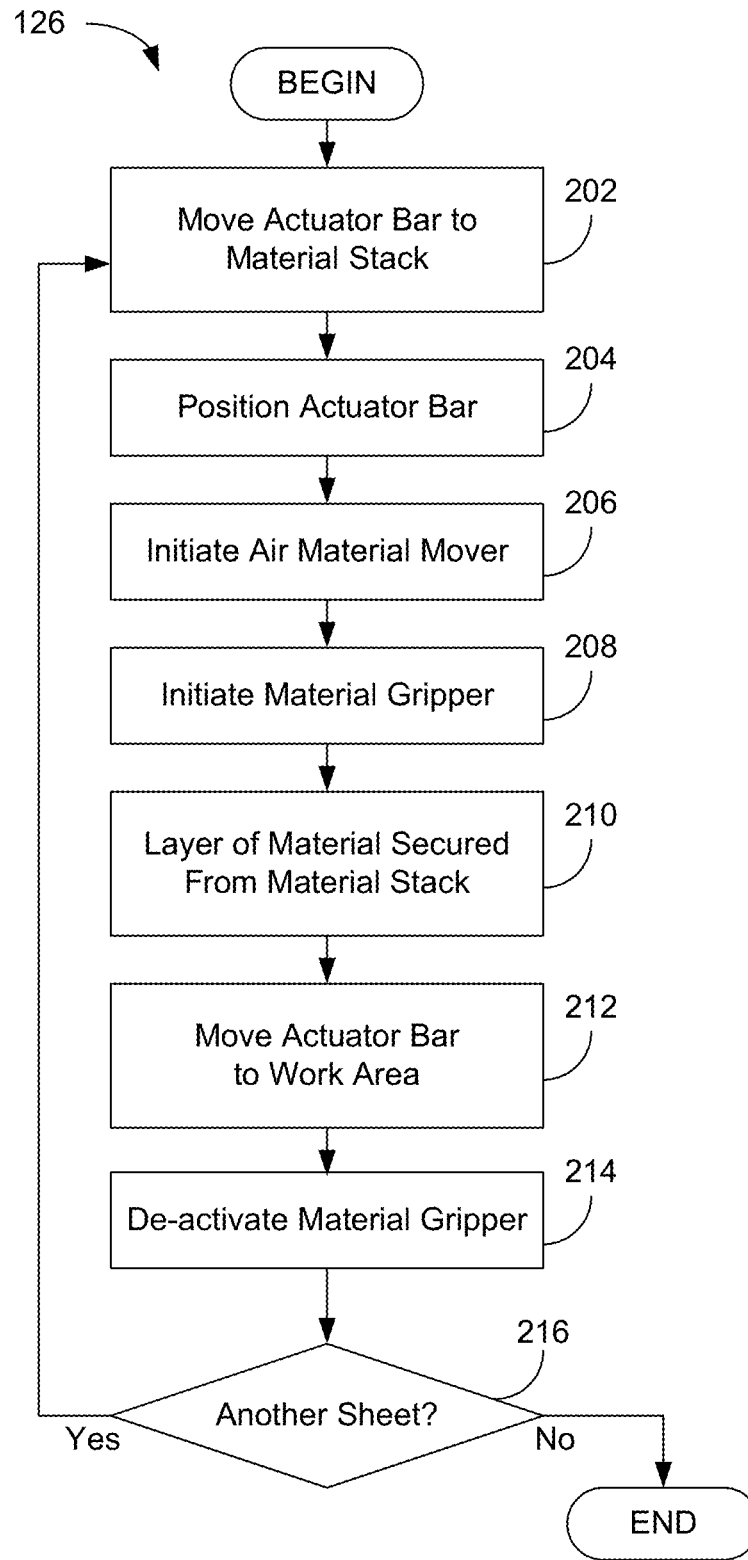 126
BEGIN
Move Actuator Bar to
Material Stack
202
Position Actuator Bar
204
Initiate Air Material Mover
206
Initiate Material Gripper
208
Layer of Material Secured
From Material Stack
210
Move Actuator Bar
to Work Area
212
De-activate Material Gripper
214
Another Sheet?
216
Yes
No
END